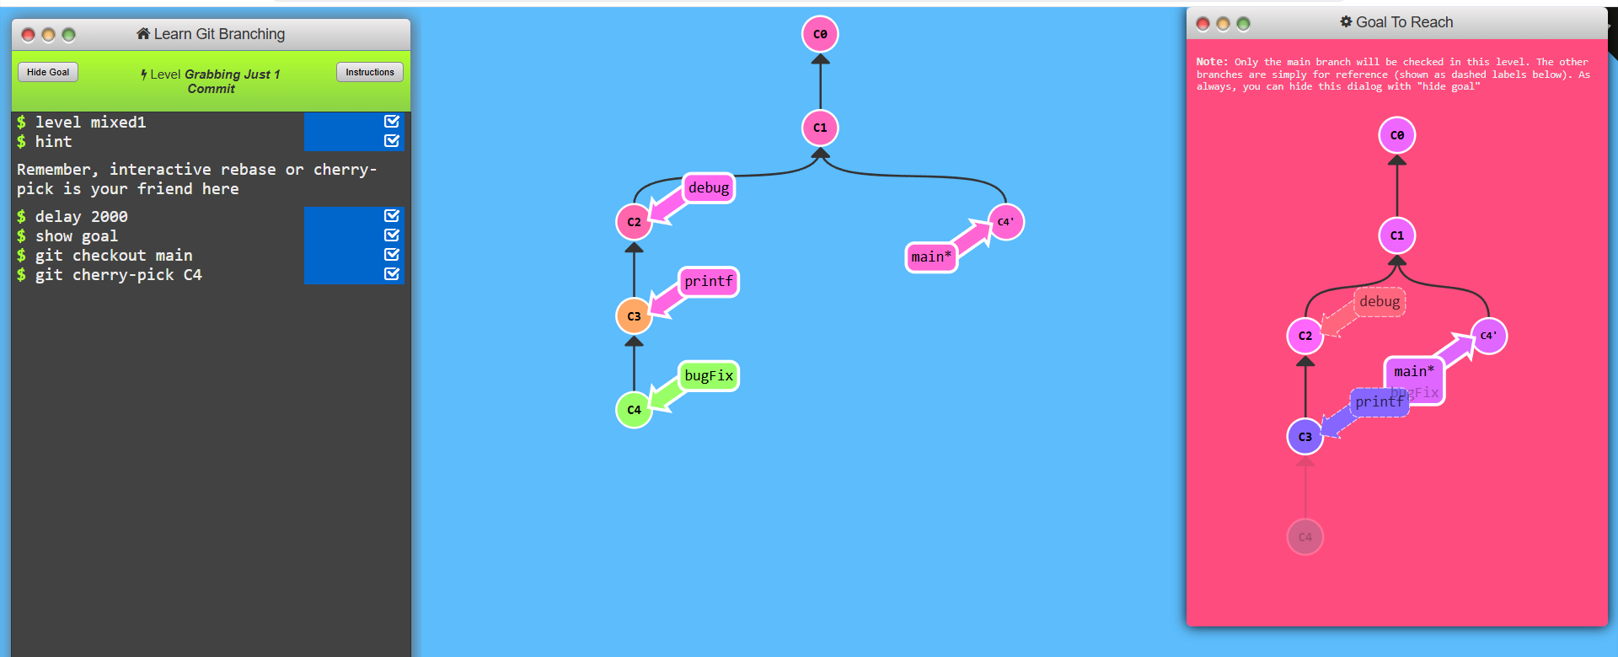 Learn Git Branching
Hide Goal
Level Grabbing Just 1
Commit
Instructions
$ level mixed1
$ hint
Remember, interactive rebase or cherry-
pick is your friend here
$ delay 2000
$ show goal
$ git checkout main
$ git cherry-pick C4
C0
C1
debug
C2
C4'
main*
printf
C3
bugFix
C4
Goal To Reach
Note: Only the main branch will be checked in this level. The other
branches are simply for reference (shown as dashed labels below). As
always, you can hide this dialog with "hide goal"
C0
C1
debug
C2
C4'
main*
bugFix
printf
C3
C4